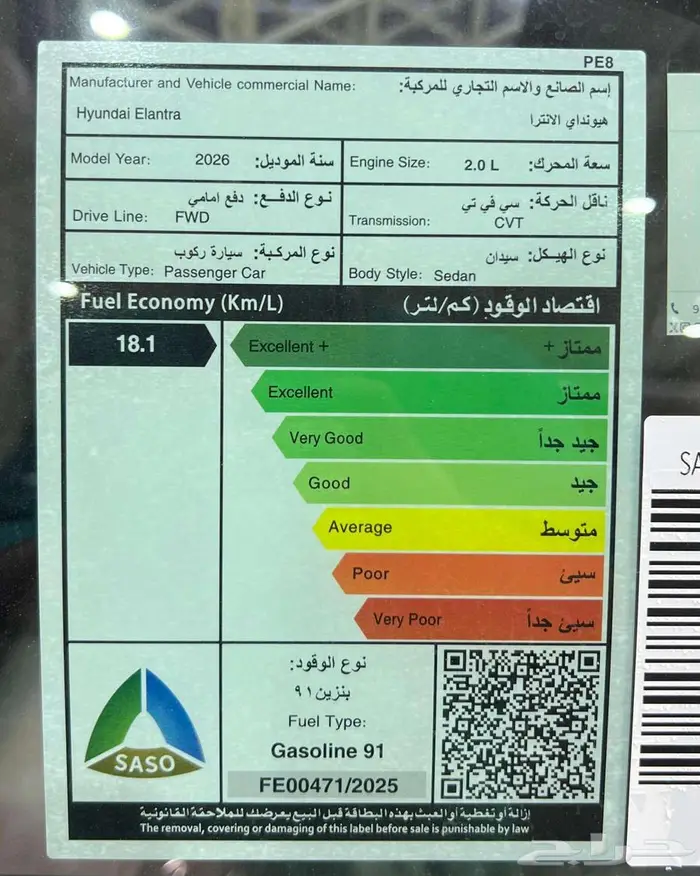 PE8
Manufacturer and Vehicle commercial Name: إسم الصانع والاسم التجاري للمركبة:
Hyundai Elantra هيونداي الانترا
Model Year: 2026 سنة الموديل:
Engine Size: 2.0 L سعة المحرك:
نوع الدفـع: دفع امامي
Drive Line: FWD
ناقل الحركة: سي في تي
Transmission: CVT
نوع المركبة: سيارة ركوب
Vehicle Type: Passenger Car
نوع الهيكل: سيدان
Body Style: Sedan
Fuel Economy (Km/L) اقتصاد الوقود (كم/لتر)
18.1
Excellent + ممتاز +
Excellent ممتاز
Very Good جيد جداً
Good جيد
Average متوسط
Poor سيئ
Very Poor سيئ جداً
نوع الوقود:
بنزين ٩١
Fuel Type:
Gasoline 91
FE00471/2025
SASO
إزالة أو تغطية أو العبث بهذه البطاقة قبل البيع يعرضك للملاحقة القانونية
The removal, covering or damaging of this label before sale is punishable by law
SA
9
حراج